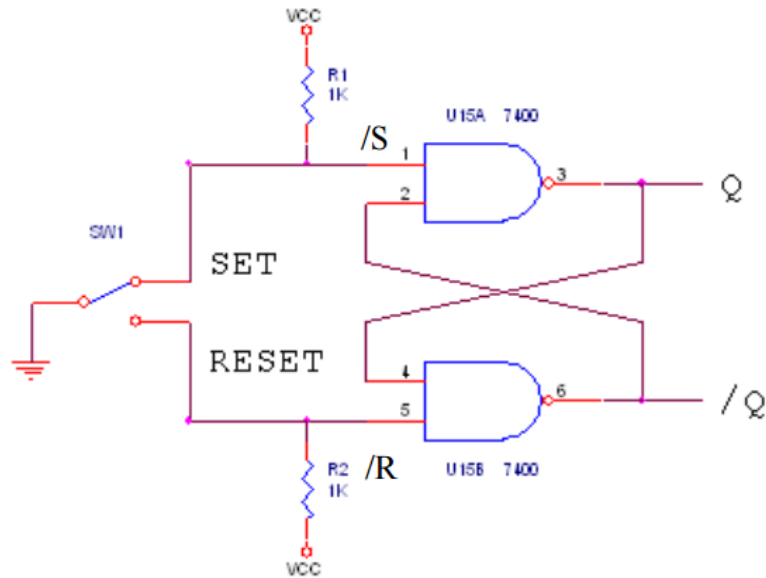 VCC
R1
1K
/S
U15A 7400
1
2
3
Q
SW1
SET
RESET
4
5
6
/Q
R2
1K
/R
U15B 7400
VCC